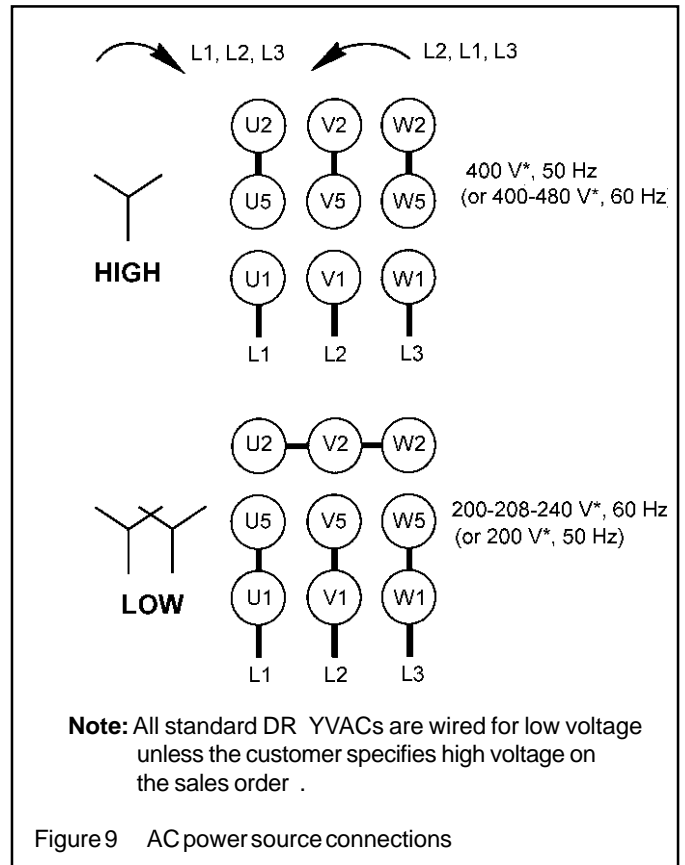 L1, L2, L3 L2, L1, L3
U2 V2 W2
400 V*, 50 Hz
U5 V5 W5 (or 400-480 V*, 60 Hz
HIGH
U1 V1 W1
L1 L2 L3
U2 V2 W2
200-208-240 V*, 60 Hz
U5 V5 W5
(or 200 V*, 50 Hz)
LOW
U1 V1 W1
L1 L2 L3
Note: All standard DR YVACs are wired for low voltage
unless the customer specifies high voltage on
the sales order .
Figure 9 AC power source connections